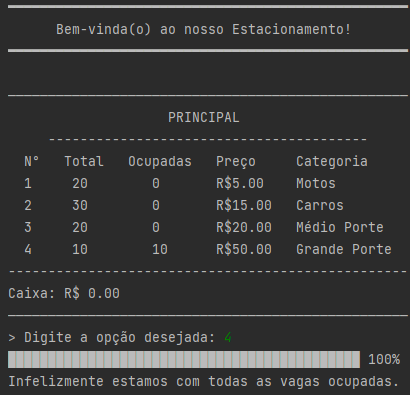 Bem-vinda(o) ao nosso Estacionamento!
PRINCIPAL
N° Total Ocupadas Preço Categoria
1 20 0 R$5.00 Motos
2 30 0 R$15.00 Carros
3 20 0 R$20.00 Médio Porte
4 10 10 R$50.00 Grande Porte
Caixa: R$ 0.00
> Digite a opção desejada: 4
100%
Infelizmente estamos com todas as vagas ocupadas.